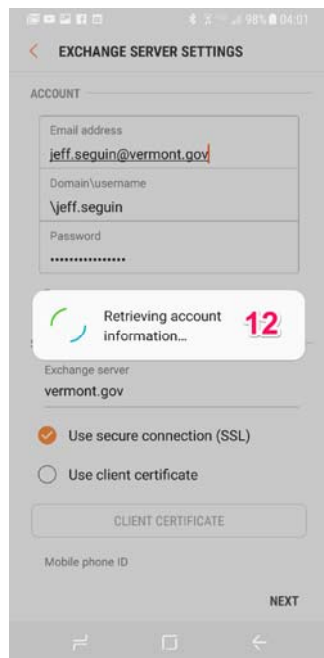 98% 04:01
EXCHANGE SERVER SETTINGS
ACCOUNT
Email address
jeff.seguin@vermont.gov
Domain\username
\jeff.seguin
Password
••••••••••••••••
Retrieving account
information...
12
Exchange server
vermont.gov
Use secure connection (SSL)
Use client certificate
CLIENT CERTIFICATE
Mobile phone ID
NEXT